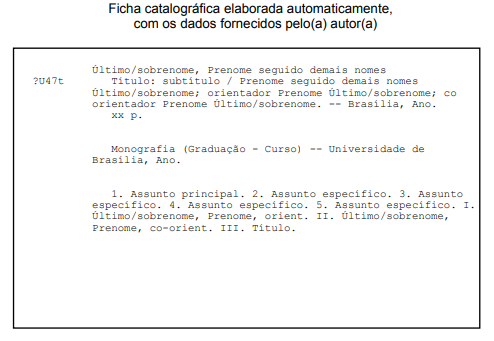 Ficha catalográfica elaborada automaticamente,
com os dados fornecidos pelo(a) autor(a)
Último/sobrenome, Prenome seguido demais nomes
?U47t Título: subtítulo / Prenome seguido demais nomes
Último/sobrenome; orientador Prenome Último/sobrenome; co
orientador Prenome Último/sobrenome. -- Brasília, Ano.
xx p.
Monografia (Graduação - Curso) -- Universidade de
Brasília, Ano.
1. Assunto principal. 2. Assunto específico. 3. Assunto
específico. 4. Assunto específico. 5. Assunto específico. I.
Último/sobrenome, Prenome, orient. II. Último/sobrenome,
Prenome, co-orient. III. Título.